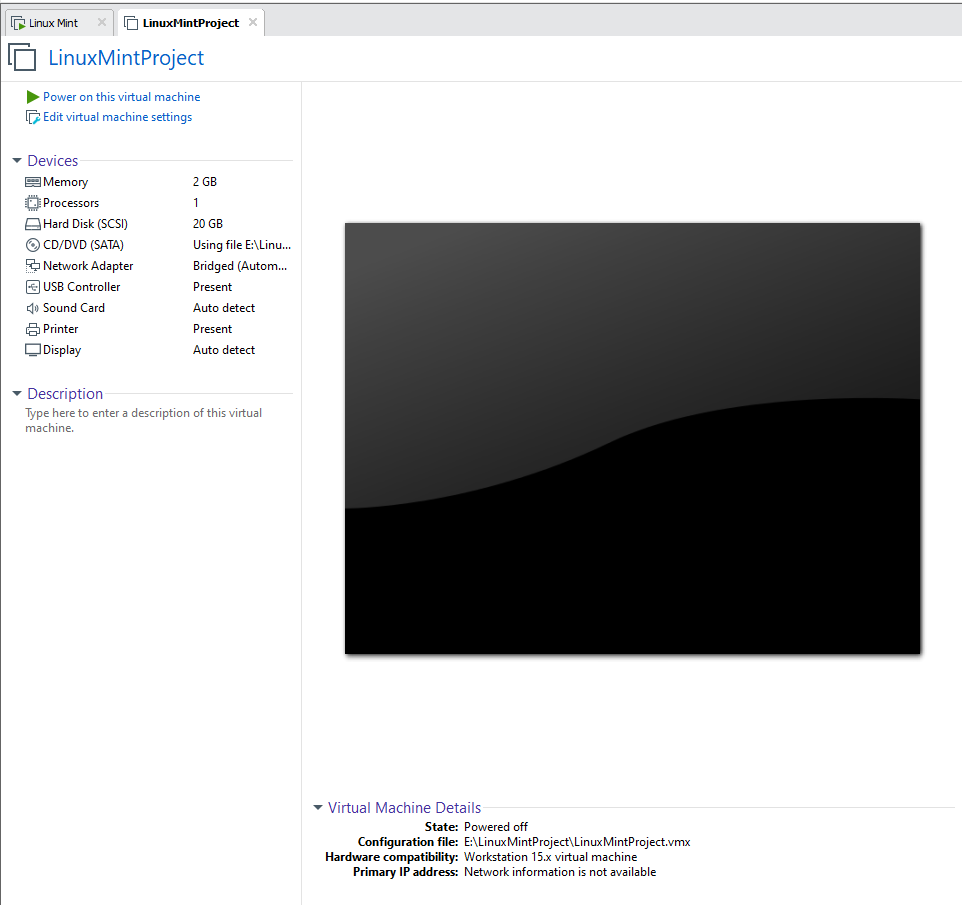 Linux Mint
LinuxMintProject
LinuxMintProject
Power on this virtual machine
Edit virtual machine settings
Devices
Memory 2 GB
Processors 1
Hard Disk (SCSI) 20 GB
CD/DVD (SATA) Using file E:\Linu...
Network Adapter Bridged (Autom...
USB Controller Present
Sound Card Auto detect
Printer Present
Display Auto detect
Description
Type here to enter a description of this virtual
machine.
Virtual Machine Details
State: Powered off
Configuration file: E:\LinuxMintProject\LinuxMintProject.vmx
Hardware compatibility: Workstation 15.x virtual machine
Primary IP address: Network information is not available